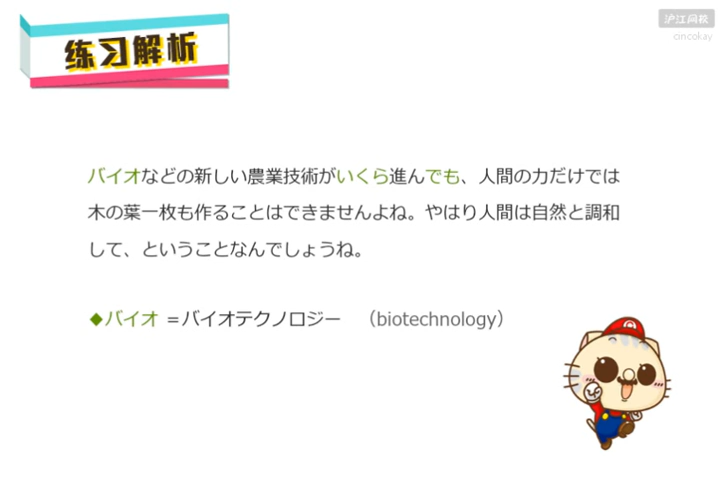 练习解析
沪江网校
cincokay
バイオなどの新しい農業技術がいくら進んでも、人間の力だけでは
木の葉一枚も作ることはできませんよね。やはり人間は自然と調和
して、ということなんでしょうね。
◆バイオ ＝バイオテクノロジー （biotechnology）